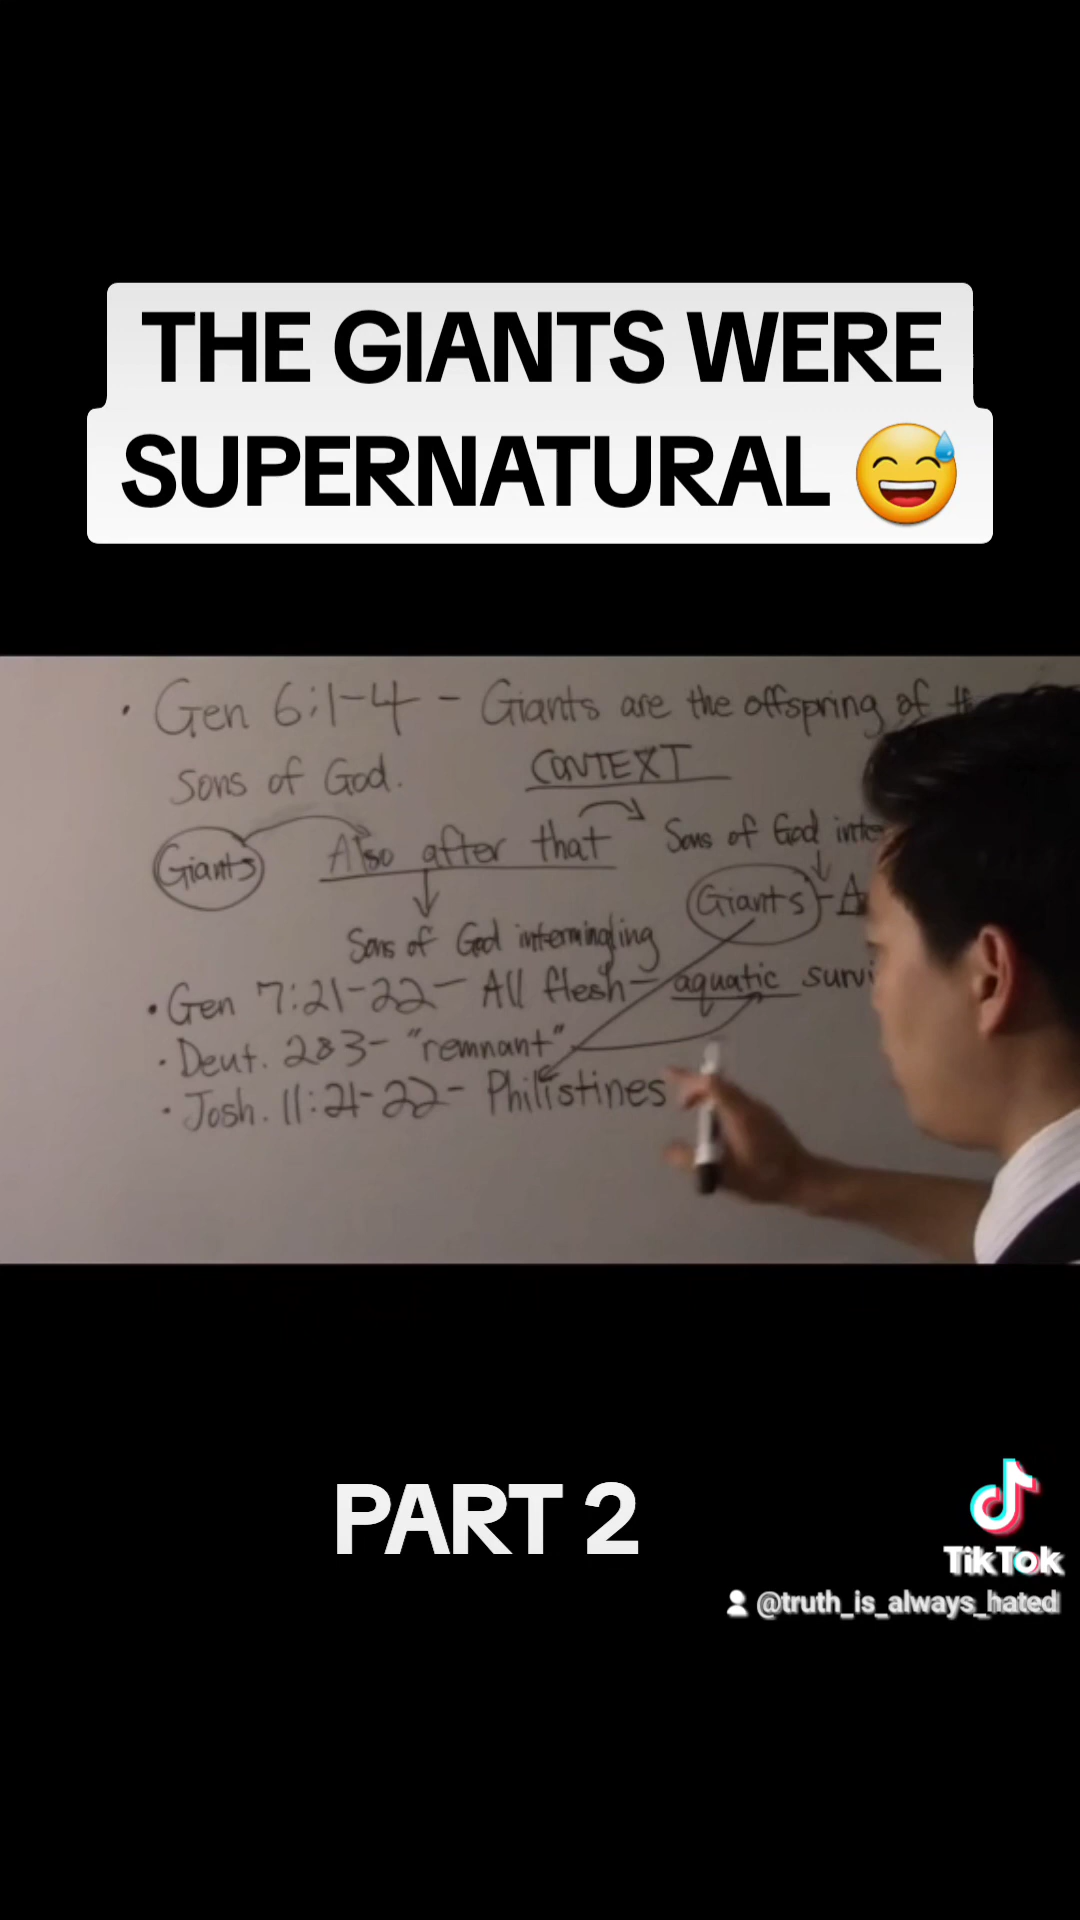 THE GIANTS WERE
SUPERNATURAL 😅
• Gen 6:1-4 - Giants are the offspring of
sons of God.
CONTEXT
Giants
Also after that
Sons of God
Giants
Sons of God intermingling
• Gen 7:21-22- All flesh- aquatic
• Deut. 2&3- "remnant"
• Josh. 11:21-22- Philistines
PART 2
TikTok
@truth_is_always_hated